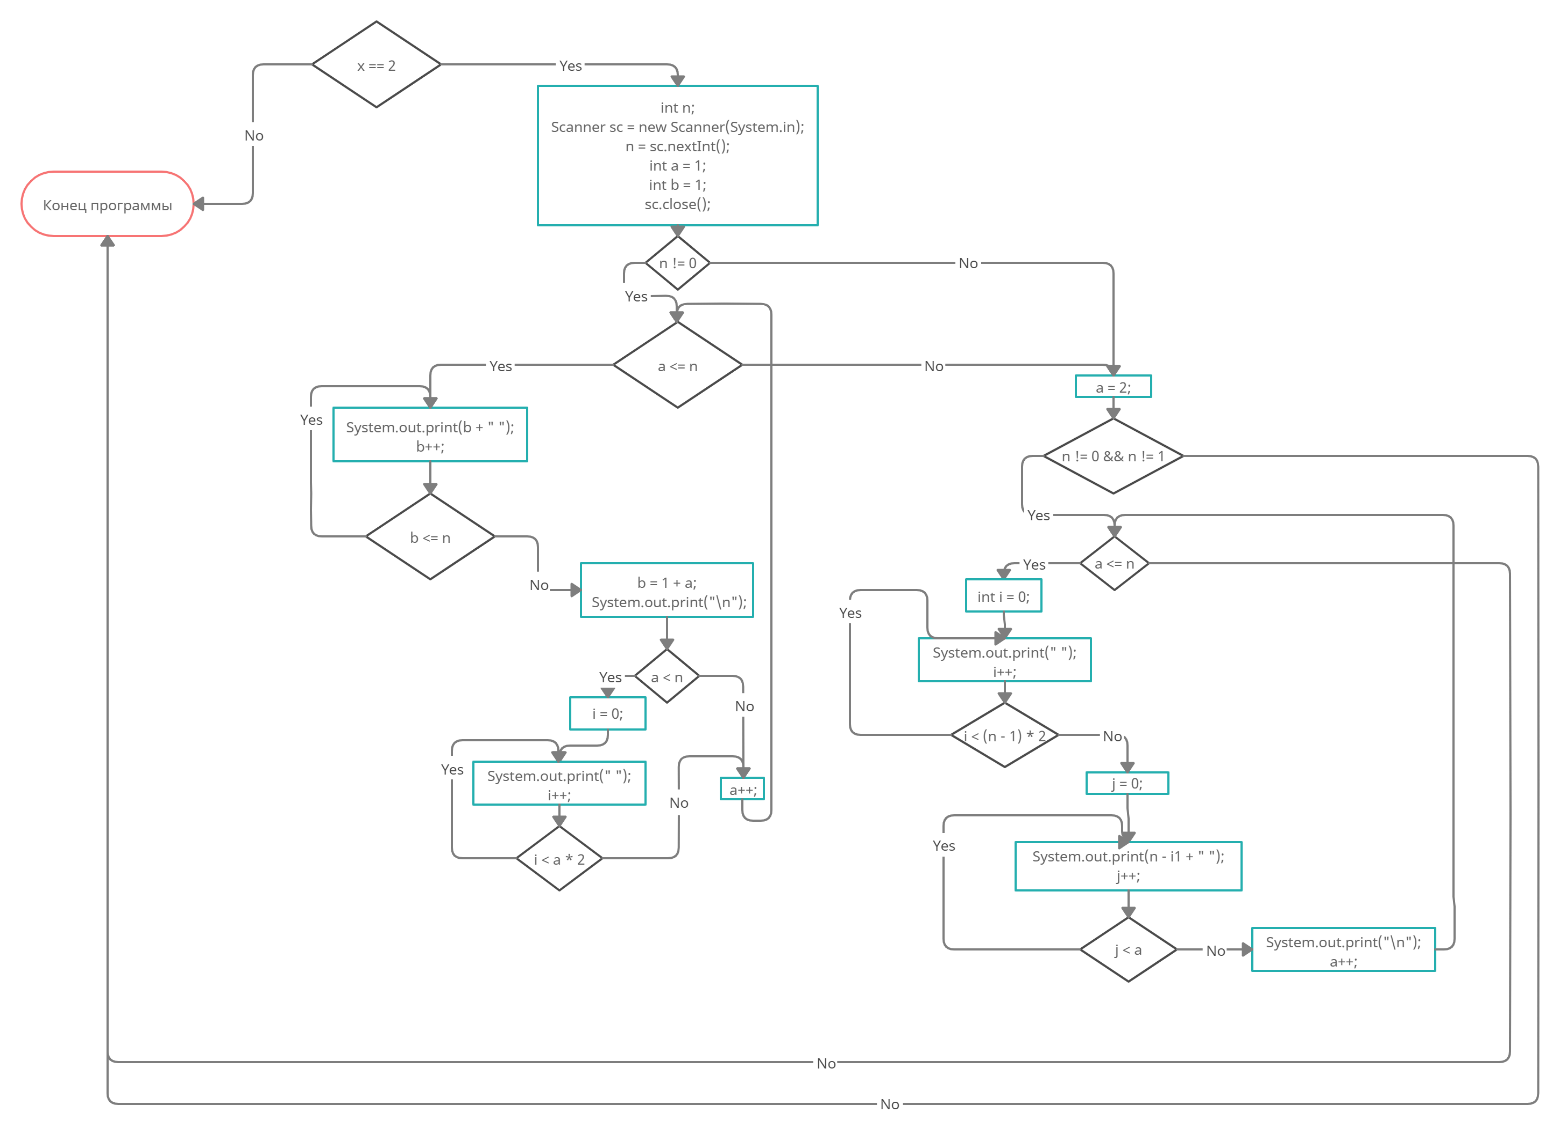 x == 2
Yes
int n;
Scanner sc = new Scanner(System.in);
n = sc.nextInt();
int a = 1;
int b = 1;
sc.close();
No
Конец программы
n != 0
No
Yes
a <= n
Yes
No
a = 2;
Yes
System.out.print(b + " ");
b++;
n != 0 && n != 1
Yes
b <= n
No
a <= n
Yes
b = 1 + a;
System.out.print("\n");
int i = 0;
Yes
System.out.print(" ");
i++;
a < n
Yes
No
i = 0;
i < (n - 1) * 2
No
Yes
System.out.print(" ");
i++;
No
a++;
j = 0;
i < a * 2
Yes
System.out.print(n - i1 + " ");
j++;
j < a
No
System.out.print("\n");
a++;
No
No